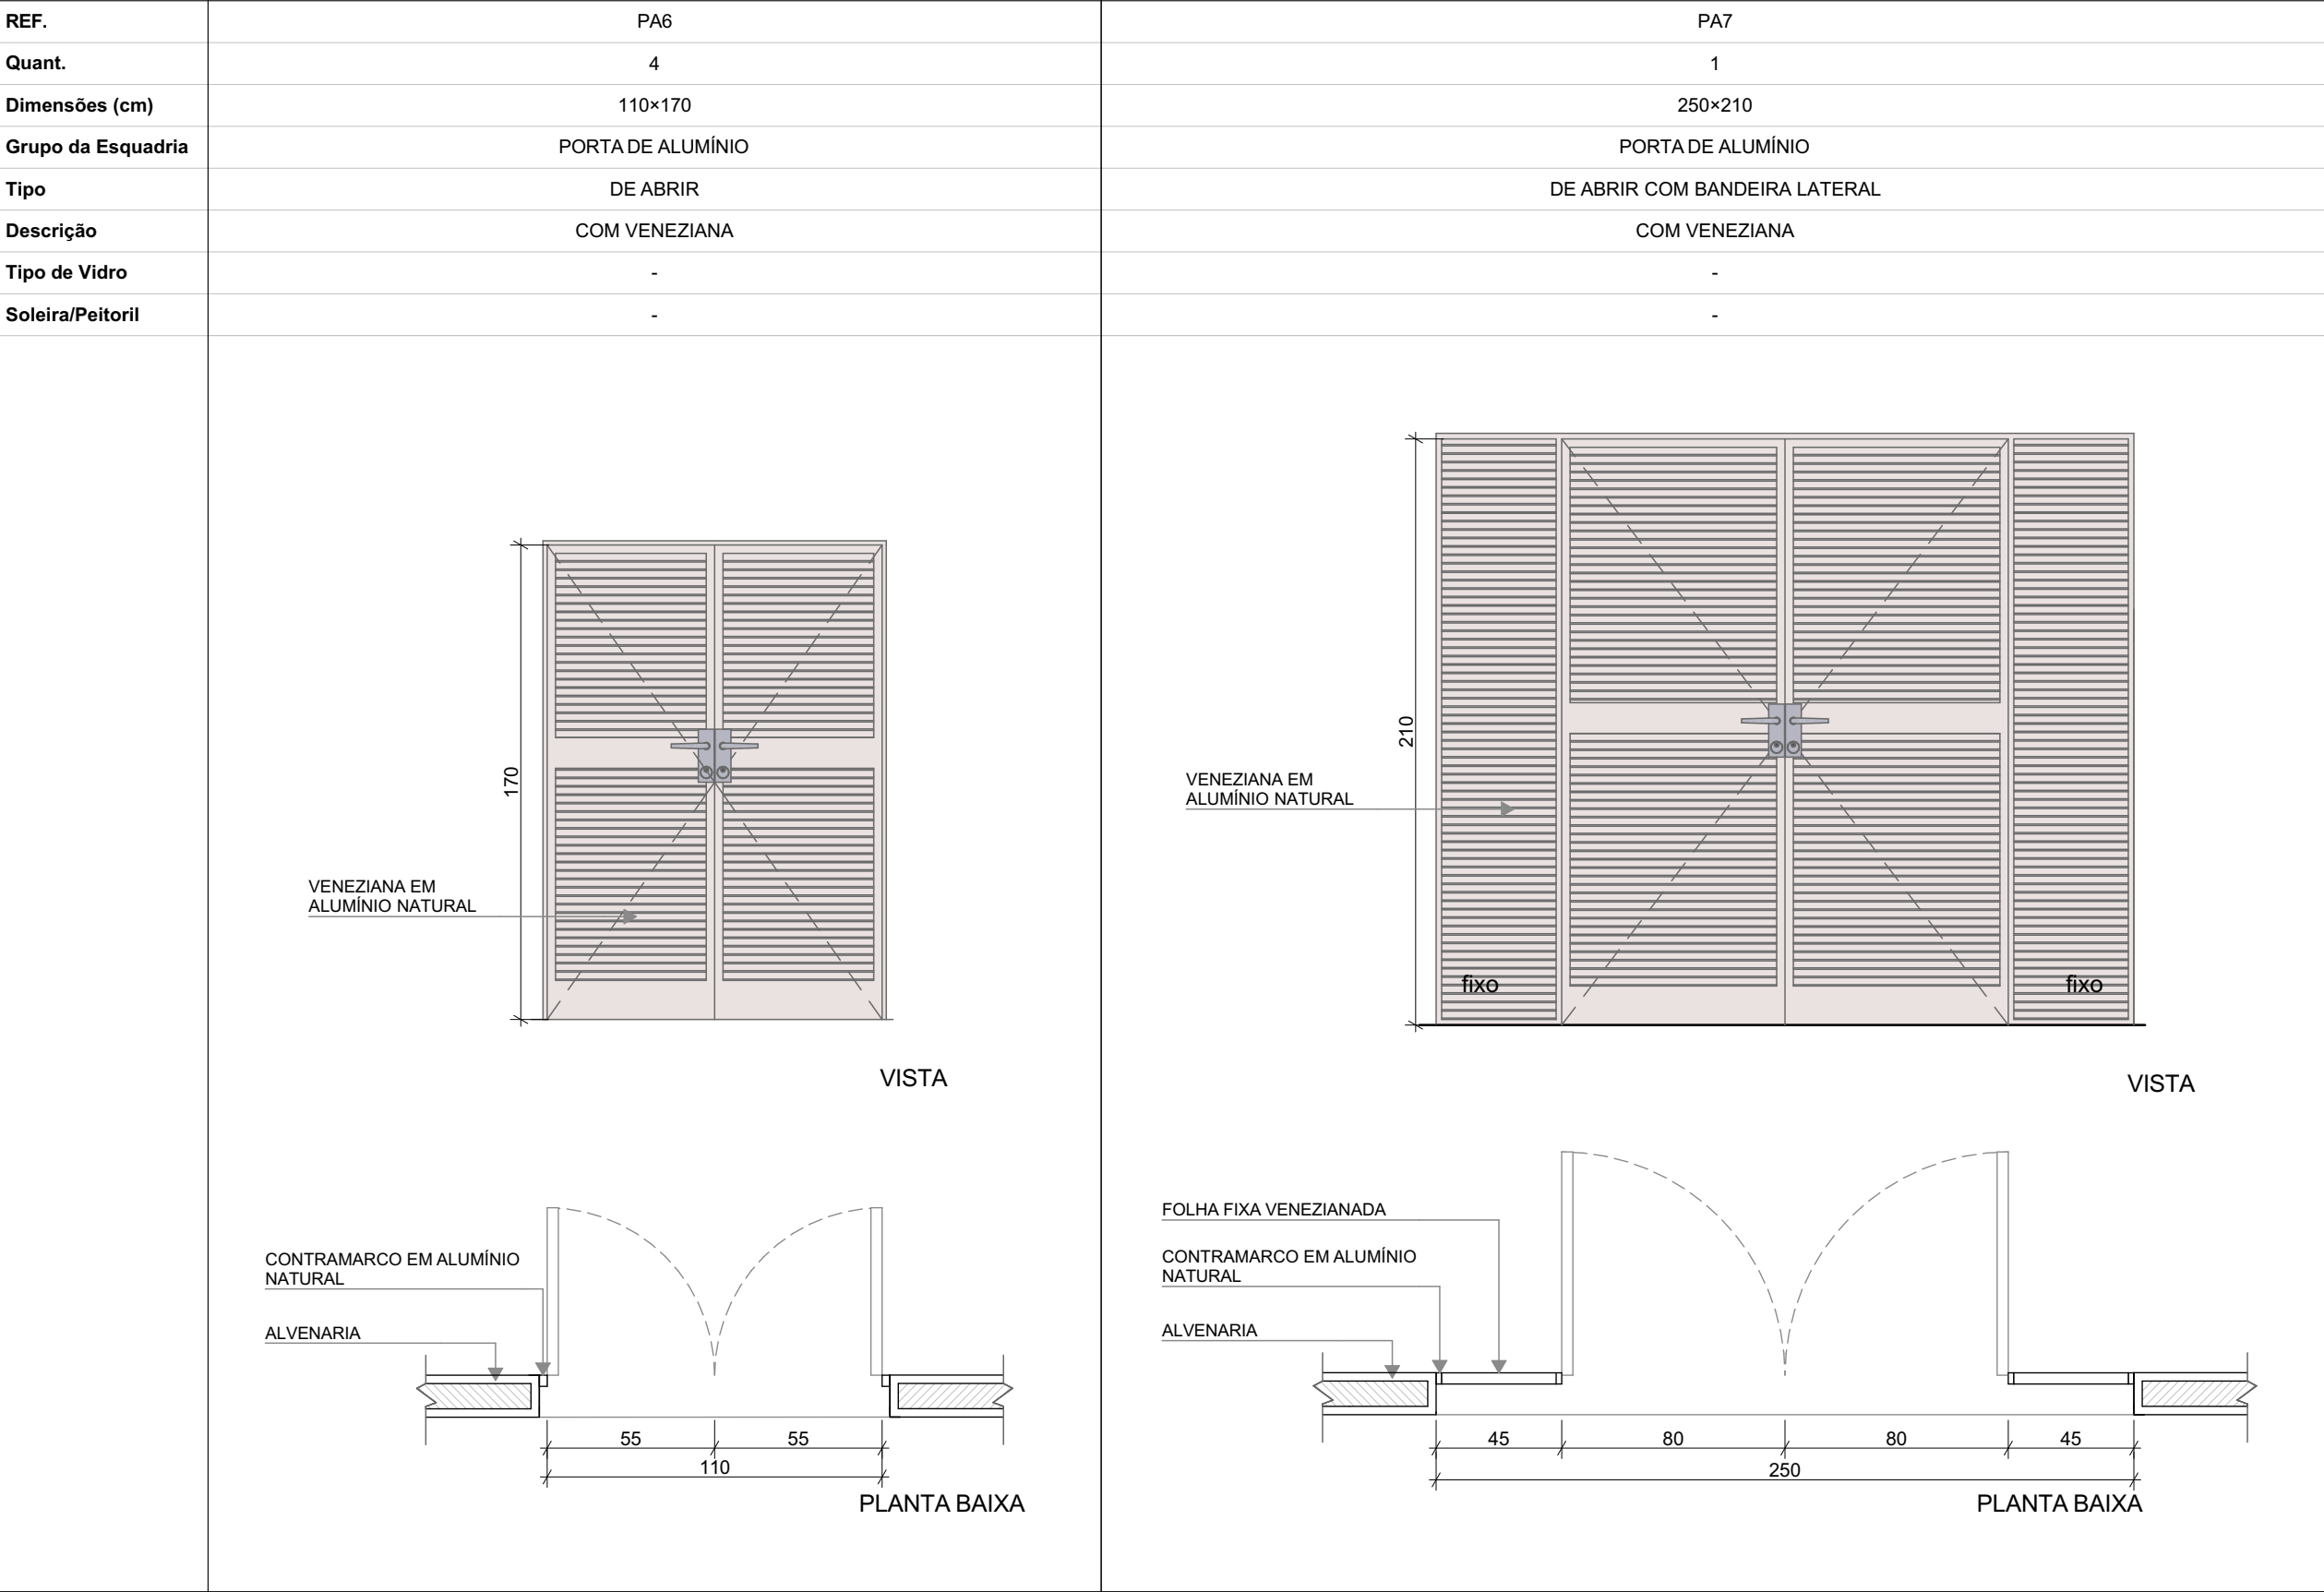 REF. PA6 PA7
Quant. 4 1
Dimensões (cm) 110×170 250×210
Grupo da Esquadria PORTA DE ALUMÍNIO PORTA DE ALUMÍNIO
Tipo DE ABRIR DE ABRIR COM BANDEIRA LATERAL
Descrição COM VENEZIANA COM VENEZIANA
Tipo de Vidro - -
Soleira/Peitoril - -
170
VENEZIANA EM
ALUMÍNIO NATURAL
VISTA
CONTRAMARCO EM ALUMÍNIO
NATURAL
ALVENARIA
55 55
110
PLANTA BAIXA
210
VENEZIANA EM
ALUMÍNIO NATURAL
fixo fixo
VISTA
FOLHA FIXA VENEZIANADA
CONTRAMARCO EM ALUMÍNIO
NATURAL
ALVENARIA
45 80 80 45
250
PLANTA BAIXA